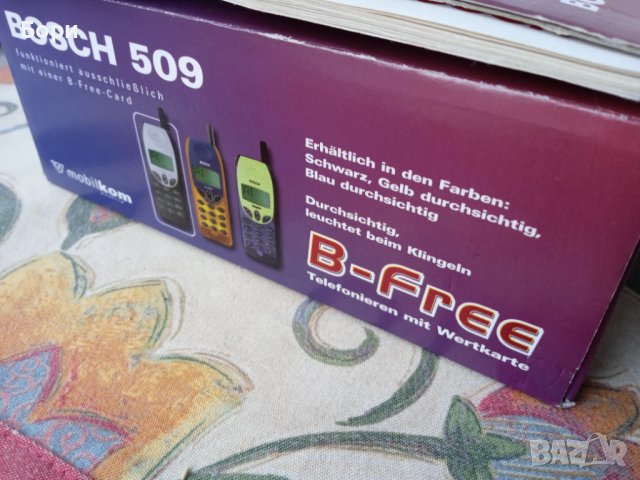 Бори
BOSCH 509
funktioniert ausschließlich
mit einer B-Free-Card
mobilkom
Erhältlich in den Farben:
Schwarz, Gelb durchsichtig,
Blau durchsichtig
Durchsichtig,
leuchtet beim Klingeln
B-FREE
Telefonieren mit Wertkarte
BAZAR